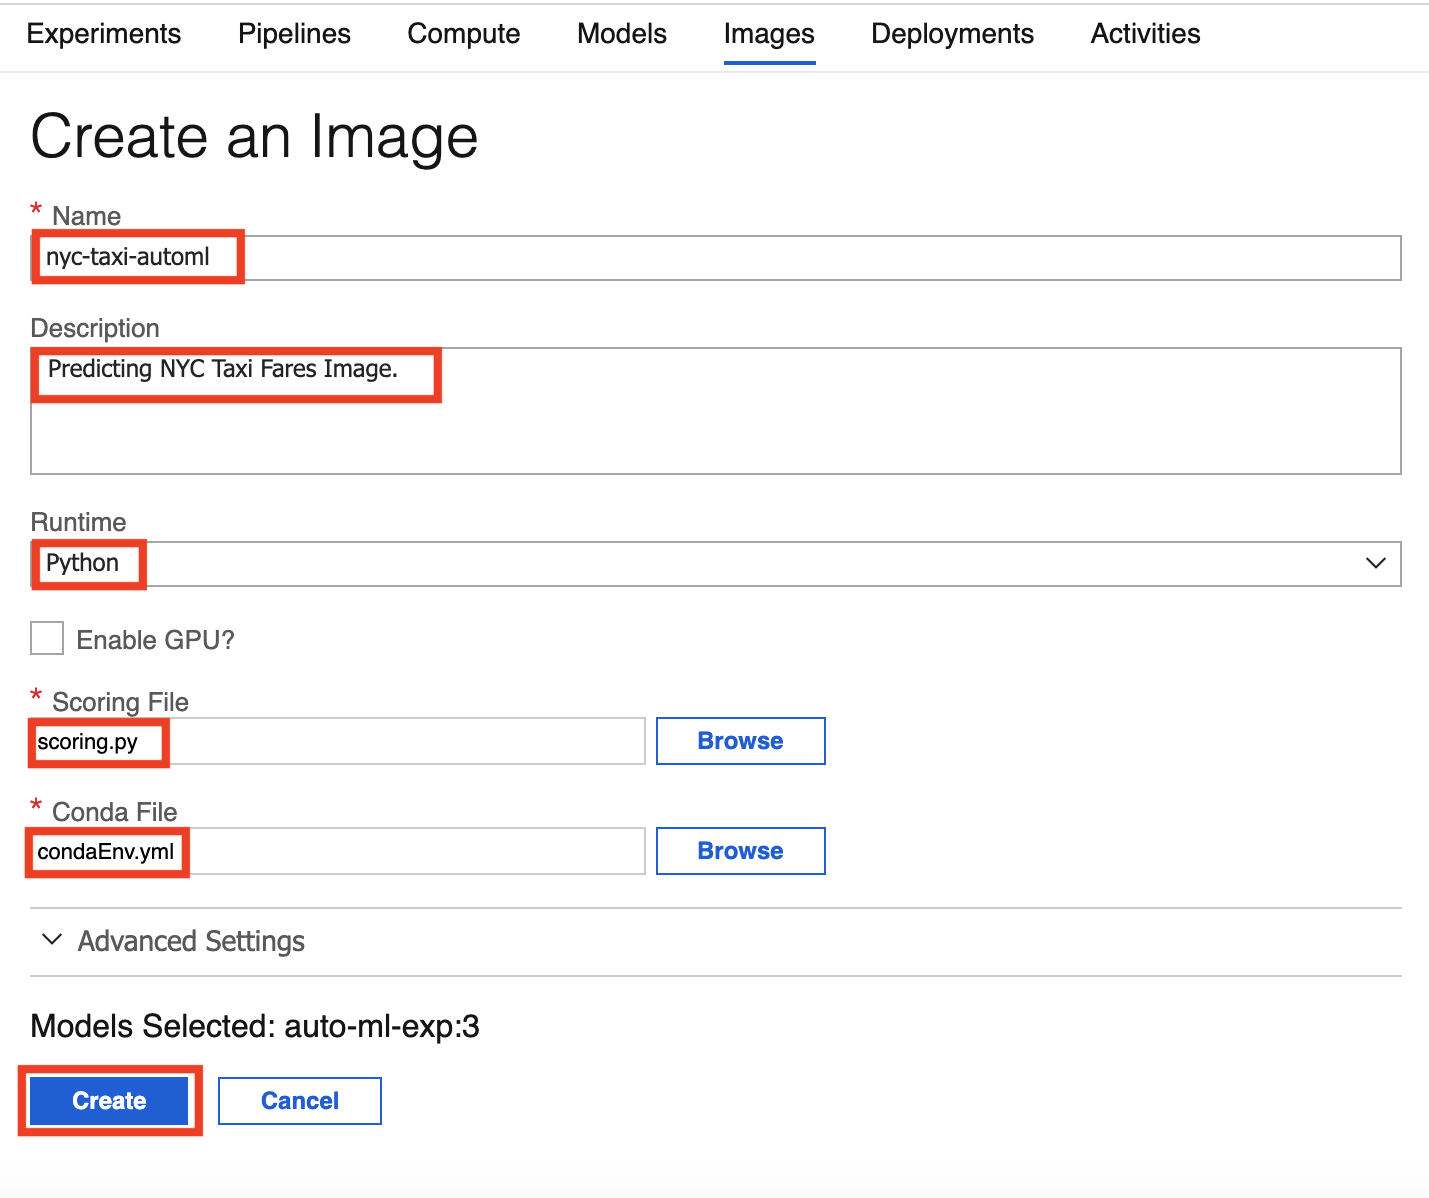 Experiments Pipelines Compute Models Images Deployments Activities
Create an Image
* Name
nyc-taxi-automl
Description
Predicting NYC Taxi Fares Image.
Runtime
Python
Enable GPU?
* Scoring File
scoring.py Browse
* Conda File
condaEnv.yml Browse
Advanced Settings
Models Selected: auto-ml-exp:3
Create Cancel